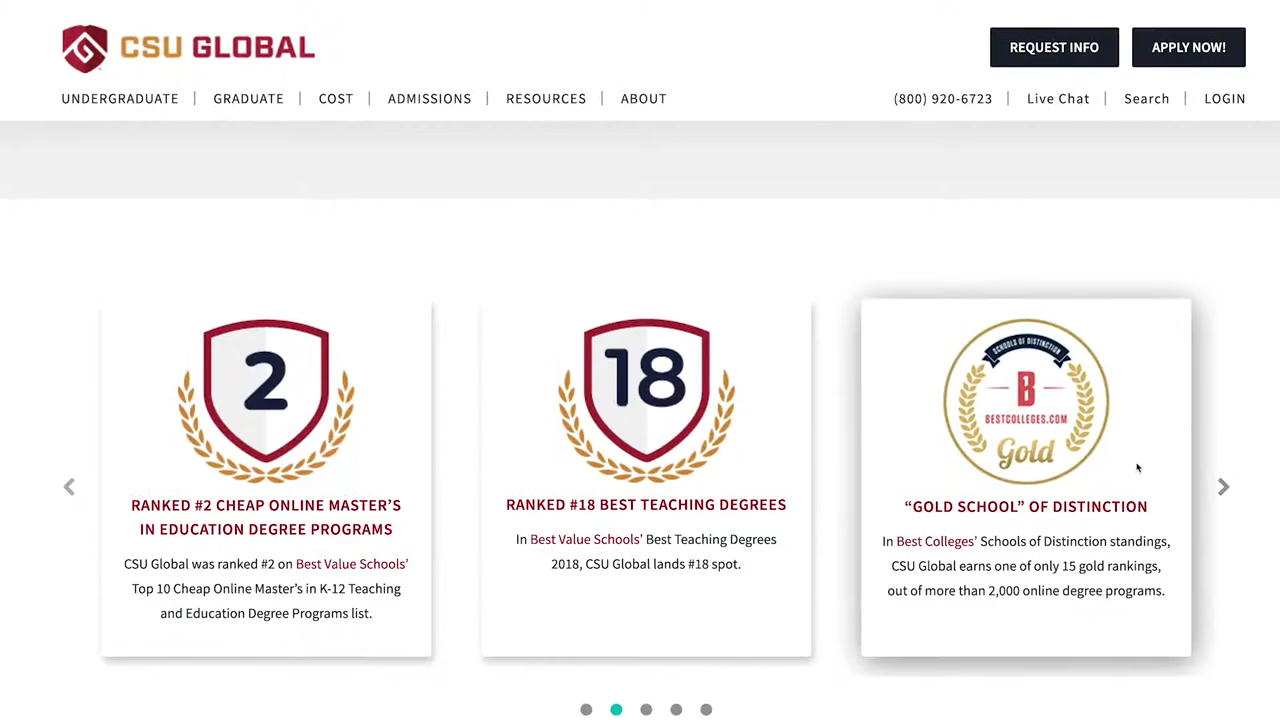 CSU GLOBAL
REQUEST INFO
APPLY NOW!
UNDERGRADUATE | GRADUATE | COST | ADMISSIONS | RESOURCES | ABOUT
(800) 920-6723 | Live Chat | Search | LOGIN
2
RANKED #2 CHEAP ONLINE MASTER'S
IN EDUCATION DEGREE PROGRAMS
CSU Global was ranked #2 on Best Value Schools'
Top 10 Cheap Online Master's in K-12 Teaching
and Education Degree Programs list.
18
RANKED #18 BEST TEACHING DEGREES
In Best Value Schools' Best Teaching Degrees
2018, CSU Global lands #18 spot.
SCHOOLS OF DISTINCTION
B
BESTCOLLEGES.COM
Gold
“GOLD SCHOOL” OF DISTINCTION
In Best Colleges' Schools of Distinction standings,
CSU Global earns one of only 15 gold rankings,
out of more than 2,000 online degree programs.